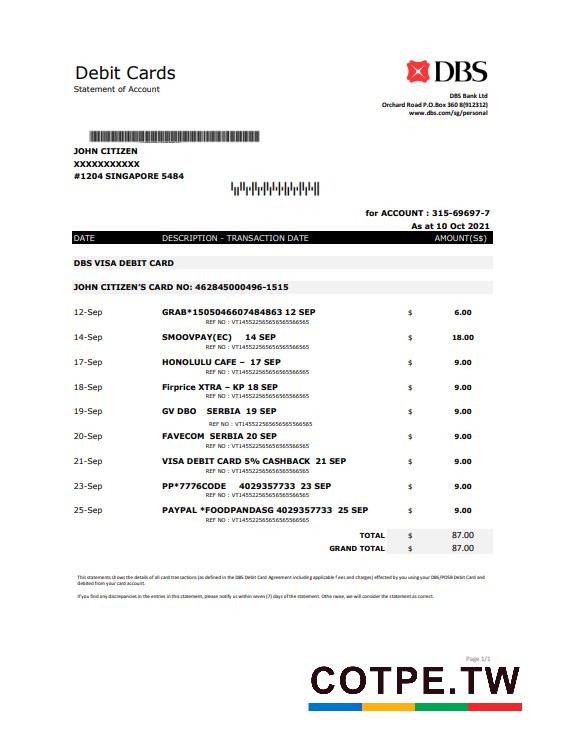 Debit Cards
Statement of Account
DBS
DBS Bank Ltd
Orchard Road P.O.Box 360 8(912312)
www.dbs.com/sg/personal
JOHN CITIZEN
XXXXXXXXXXX
#1204 SINGAPORE 5484
for ACCOUNT : 315-69697-7
As at 10 Oct 2021
DATE DESCRIPTION - TRANSACTION DATE AMOUNT(S$)
DBS VISA DEBIT CARD
JOHN CITIZEN'S CARD NO: 462845000496-1515
12-Sep GRAB*1505046607484863 12 SEP $ 6.00
REF NO : VT145522565656565566565
14-Sep SMOOVPAY(EC) 14 SEP $ 18.00
REF NO : VT145522565656565566565
17-Sep HONOLULU CAFE – 17 SEP $ 9.00
REF NO : VT145522565656565566565
18-Sep Firprice XTRA – KP 18 SEP $ 9.00
REF NO : VT145522565656565566565
19-Sep GV DBO SERBIA 19 SEP $ 9.00
REF NO : VT145522565656565566565
20-Sep FAVECOM SERBIA 20 SEP $ 9.00
REF NO : VT145522565656565566565
21-Sep VISA DEBIT CARD 5% CASHBACK 21 SEP $ 9.00
REF NO : VT145522565656565566565
23-Sep PP*7776CODE 4029357733 23 SEP $ 9.00
REF NO : VT145522565656565566565
25-Sep PAYPAL *FOODPANDASG 4029357733 25 SEP $ 9.00
REF NO : VT145522565656565566565
TOTAL $ 87.00
GRAND TOTAL $ 87.00
This statements shows the details of all card transactions (as defined in the DBS Debit Card Agreement including applicable f ees and charges) effected by you using your DBS/POSB Debit Card and
debited from your card account.
If you find any discrepancies in the entries in this statement, please notify us within seven (7) days of the statement. Othe rwise, we will consider the statement as correct.
Page 1/1
COTPE.TW